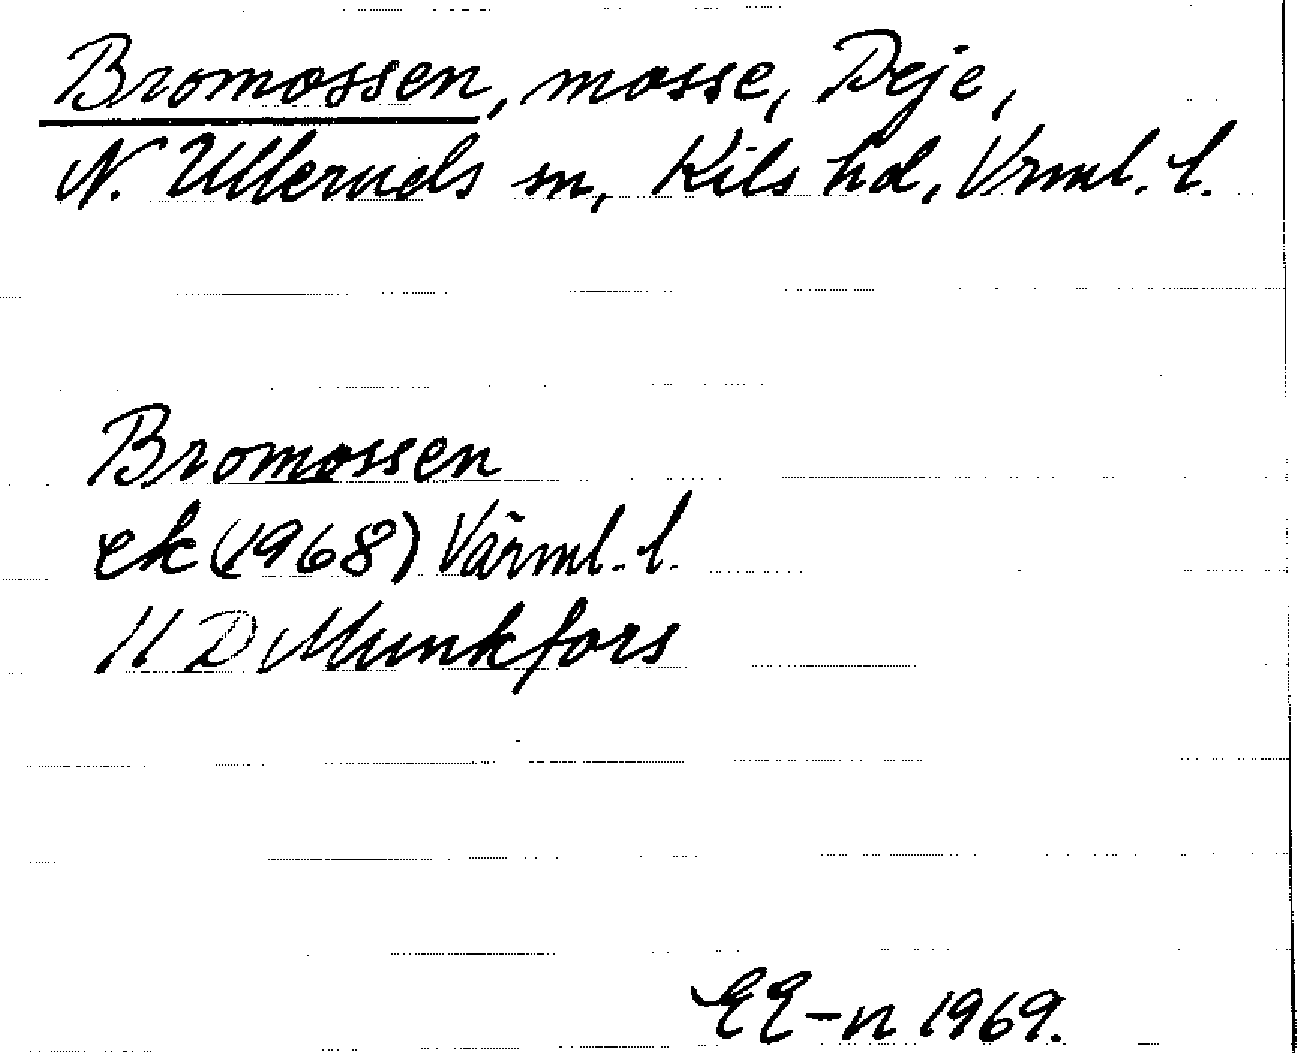 Bromossen, mosse, Deje,
N. Ulleruds sn, Kils hd, Vrml. l.
Bromossen
ek (1968) Värml. l.
11 D Munkfors
EE-n 1969.